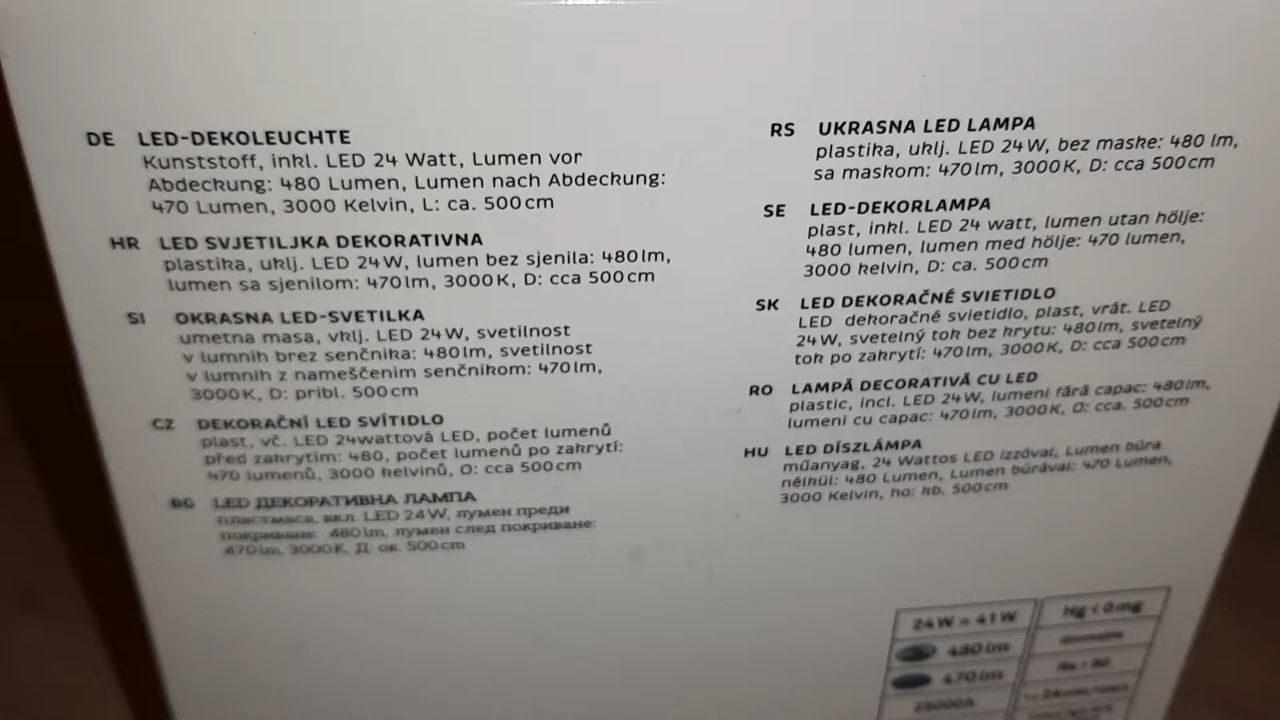 DE LED-DEKOLEUCHTE
Kunststoff, inkl. LED 24 Watt, Lumen vor
Abdeckung: 480 Lumen, Lumen nach Abdeckung:
470 Lumen, 3000 Kelvin, L: ca. 500cm
HR LED SVJETILJKA DEKORATIVNA
plastika, uklj. LED 24W, lumen bez sjenila: 480lm,
lumen sa sjenilom: 470lm, 3000K, D: cca 500cm
SI OKRASNA LED-SVETILKA
umetna masa, vklj. LED 24W, svetilnost
v lumnih brez senčnika: 480lm, svetilnost
v lumnih z nameščenim senčnikom: 470lm,
3000K, D: pribl. 500cm
CZ DEKORAČNÍ LED SVÍTIDLO
plast, vč. LED 24wattová LED, počet lumenů
před zakrytím: 480, počet lumenů po zakrytí:
470 lumenů, 3000 kelvinů, O: cca 500cm
BG LED ДЕКОРАТИВНА ЛАМПА
пластмаса, вкл. LED 24W, лумен преди
покриване: 480lm, лумен след покриване:
470lm, 3000K, Д: ок. 500cm
RS UKRASNA LED LAMPA
plastika, uklj. LED 24W, bez maske: 480 lm,
sa maskom: 470lm, 3000K, D: cca 500cm
SE LED-DEKORLAMPA
plast, inkl. LED 24 watt, lumen utan hölje:
480 lumen, lumen med hölje: 470 lumen,
3000 kelvin, D: ca. 500cm
SK LED DEKORAČNÉ SVIETIDLO
LED dekoračné svietidlo, plast, vrát. LED
24W, svetelný tok bez krytu: 480lm, svetelný
tok po zakrytí: 470lm, 3000K, D: cca 500cm
RO LAMPĂ DECORATIVĂ CU LED
plastic, incl. LED 24W, lumeni fără capac: 480lm,
lumeni cu capac: 470lm, 3000K, O: cca. 500cm
HU LED DÍSZLÁMPA
műanyag, 24 Wattos LED izzóval, Lumen búra
nélkül: 480 Lumen, Lumen búrával: 470 Lumen,
3000 Kelvin, ho: kb. 500cm
24W = 41W
480lm
470lm
Hg < 0mg